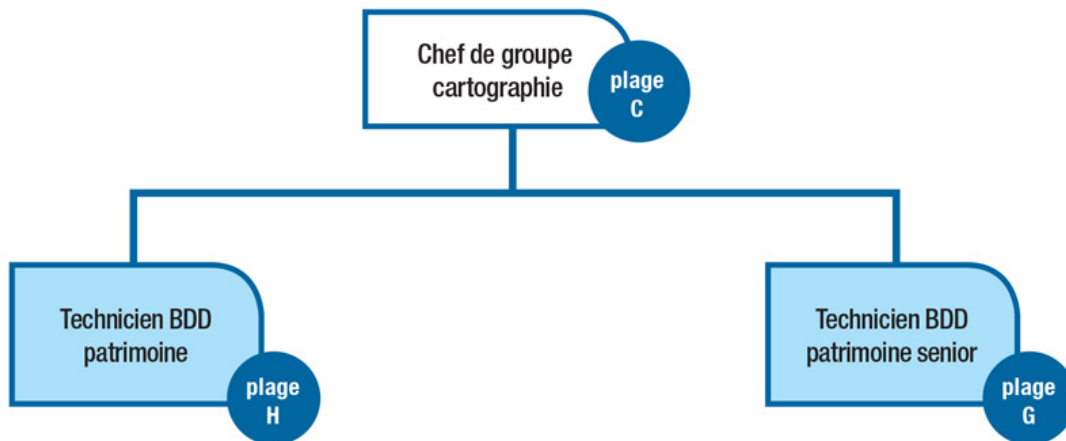 Chef de groupe
cartographie
plage
C
Technicien BDD
patrimoine
plage
H
Technicien BDD
patrimoine senior
plage
G